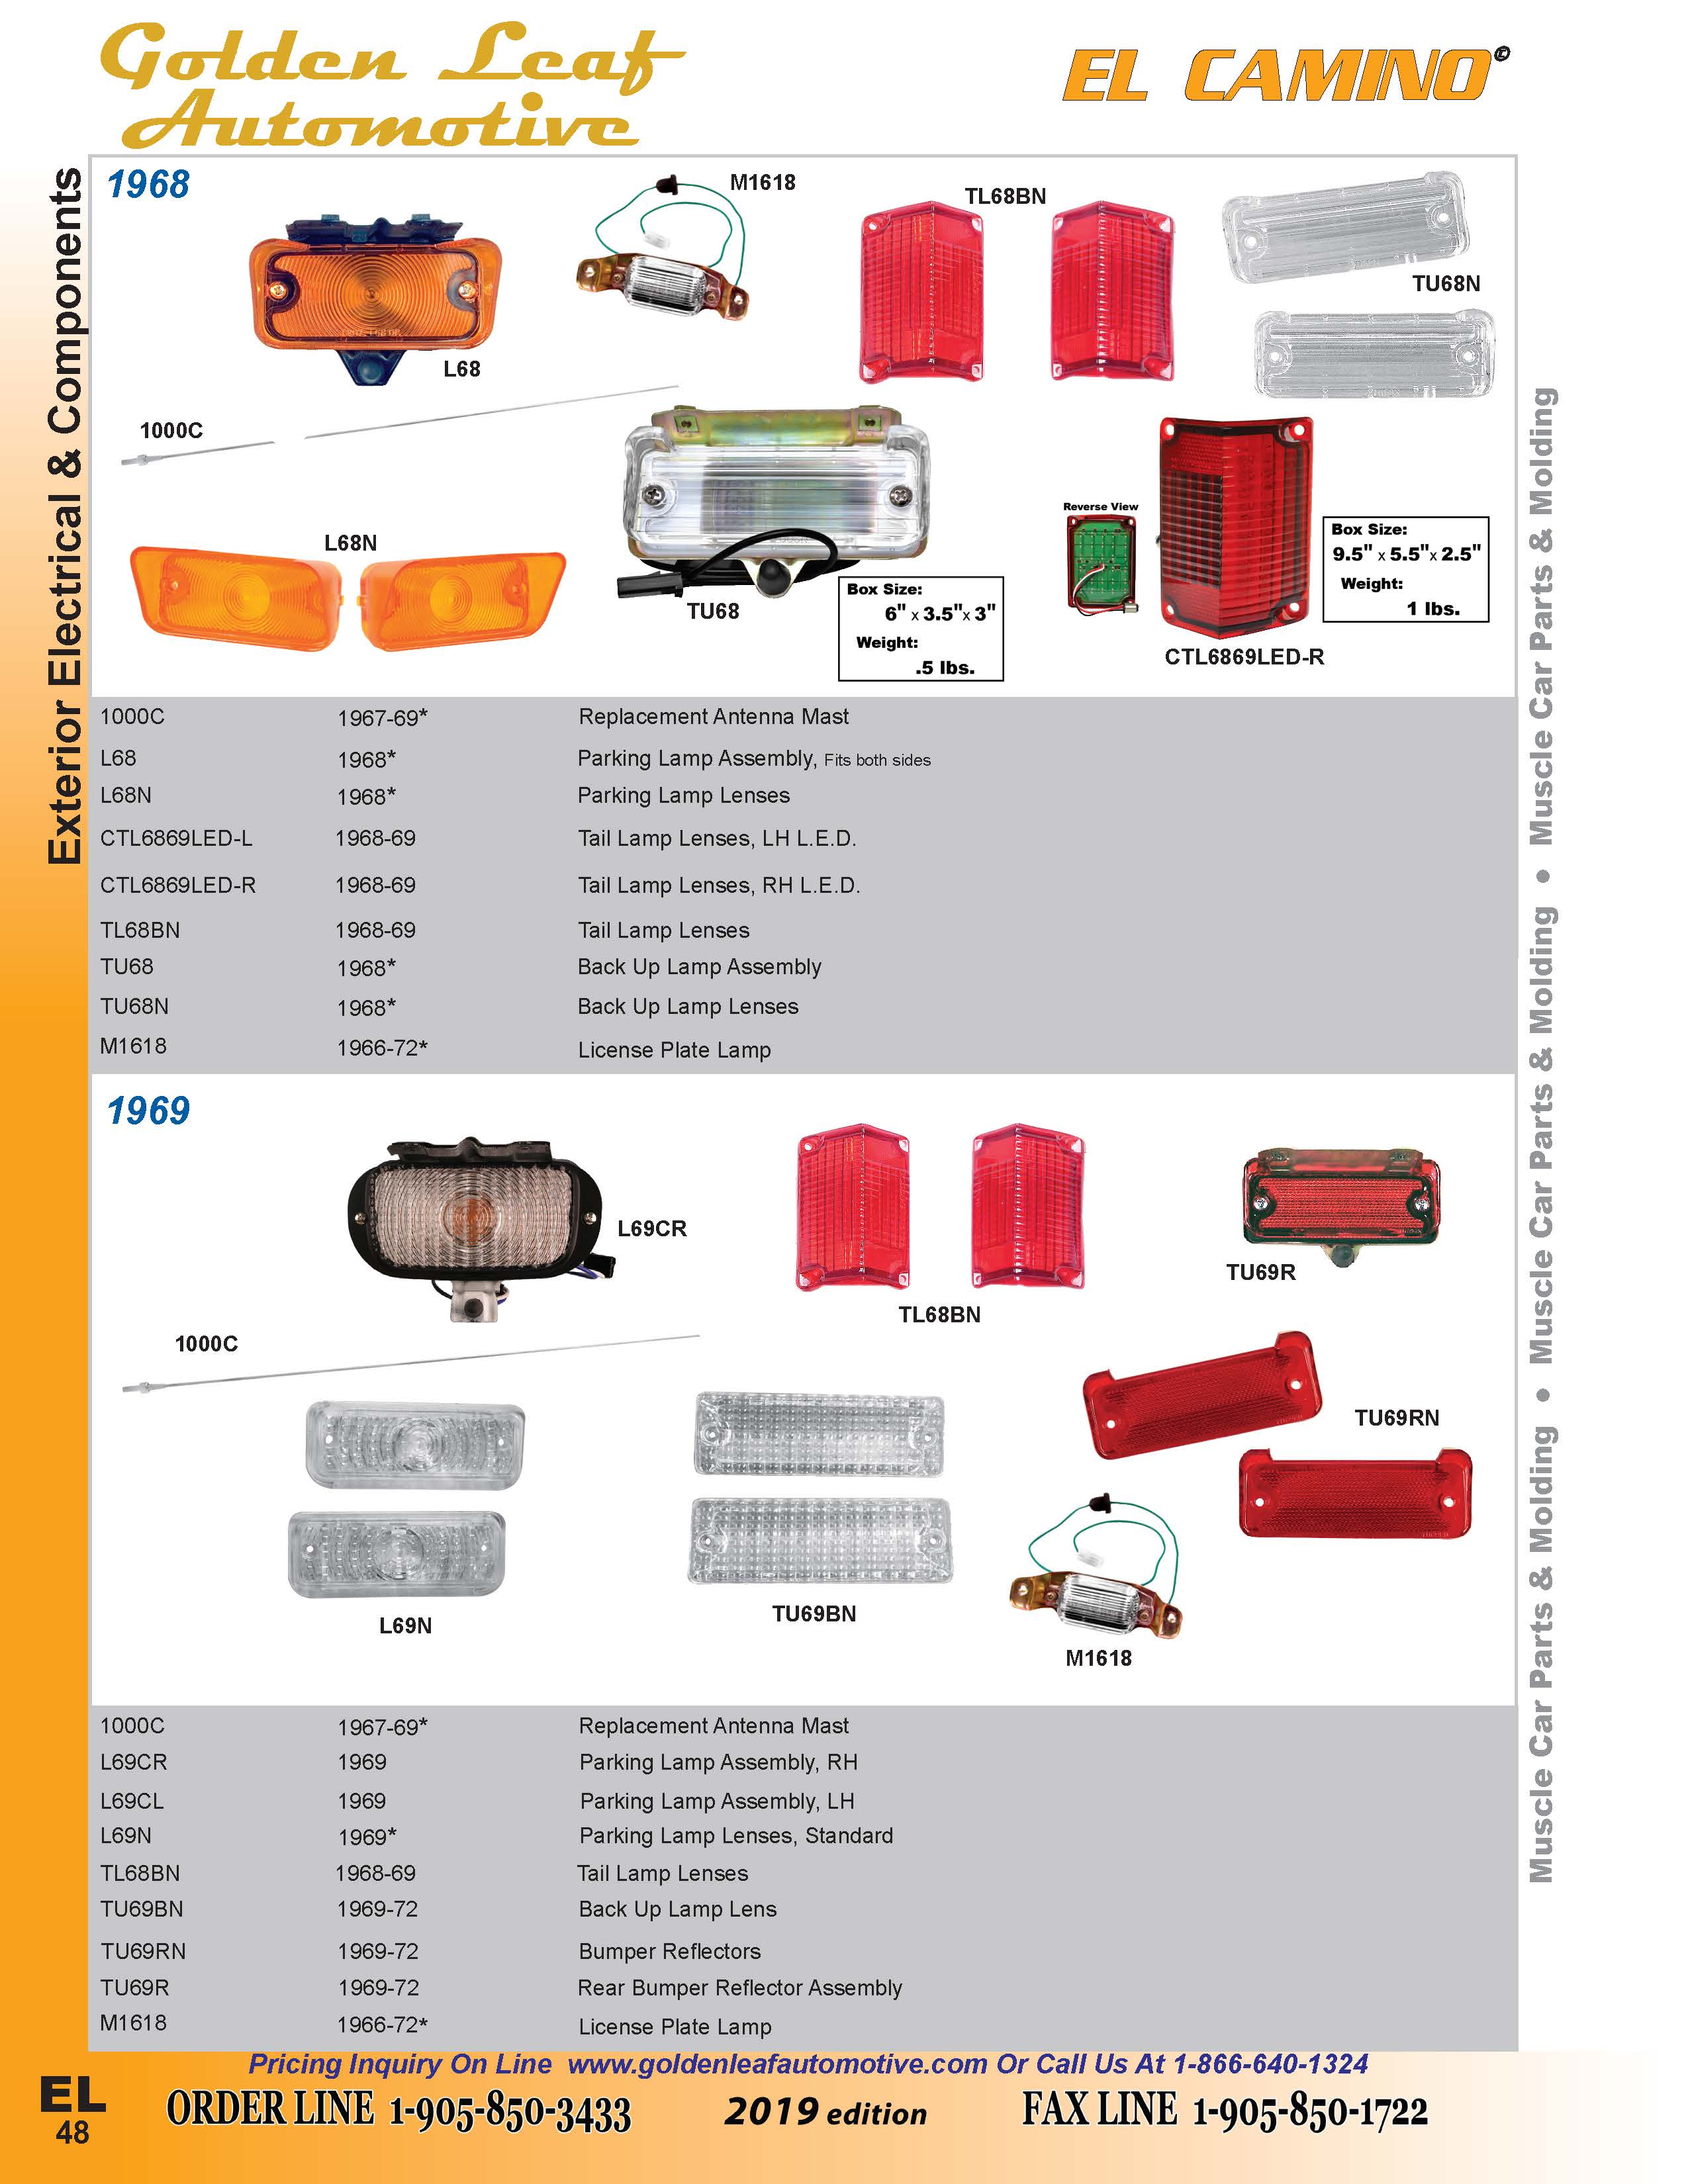 Golden Leaf
Automotive
EL CAMINO©
Exterior Electrical & Components
1968
M1618
TL68BN
TU68N
L68
1000C
L68N
TU68
Box Size:
6" x 3.5"x 3"
Weight:
.5 lbs.
Reverse View
CTL6869LED-R
Box Size:
9.5" x 5.5"x 2.5"
Weight:
1 lbs.
1000C 1967-69* Replacement Antenna Mast
L68 1968* Parking Lamp Assembly, Fits both sides
L68N 1968* Parking Lamp Lenses
CTL6869LED-L 1968-69 Tail Lamp Lenses, LH L.E.D.
CTL6869LED-R 1968-69 Tail Lamp Lenses, RH L.E.D.
TL68BN 1968-69 Tail Lamp Lenses
TU68 1968* Back Up Lamp Assembly
TU68N 1968* Back Up Lamp Lenses
M1618 1966-72* License Plate Lamp
1969
L69CR
TL68BN
TU69R
1000C
TU69RN
L69N
TU69BN
M1618
1000C 1967-69* Replacement Antenna Mast
L69CR 1969 Parking Lamp Assembly, RH
L69CL 1969 Parking Lamp Assembly, LH
L69N 1969* Parking Lamp Lenses, Standard
TL68BN 1968-69 Tail Lamp Lenses
TU69BN 1969-72 Back Up Lamp Lens
TU69RN 1969-72 Bumper Reflectors
TU69R 1969-72 Rear Bumper Reflector Assembly
M1618 1966-72* License Plate Lamp
Muscle Car Parts & Molding • Muscle Car Parts & Molding • Muscle Car Parts & Molding • Muscle Car Parts & Molding
Pricing Inquiry On Line www.goldenleafautomotive.com Or Call Us At 1-866-640-1324
EL
48
ORDER LINE 1-905-850-3433 2019 edition FAX LINE 1-905-850-1722